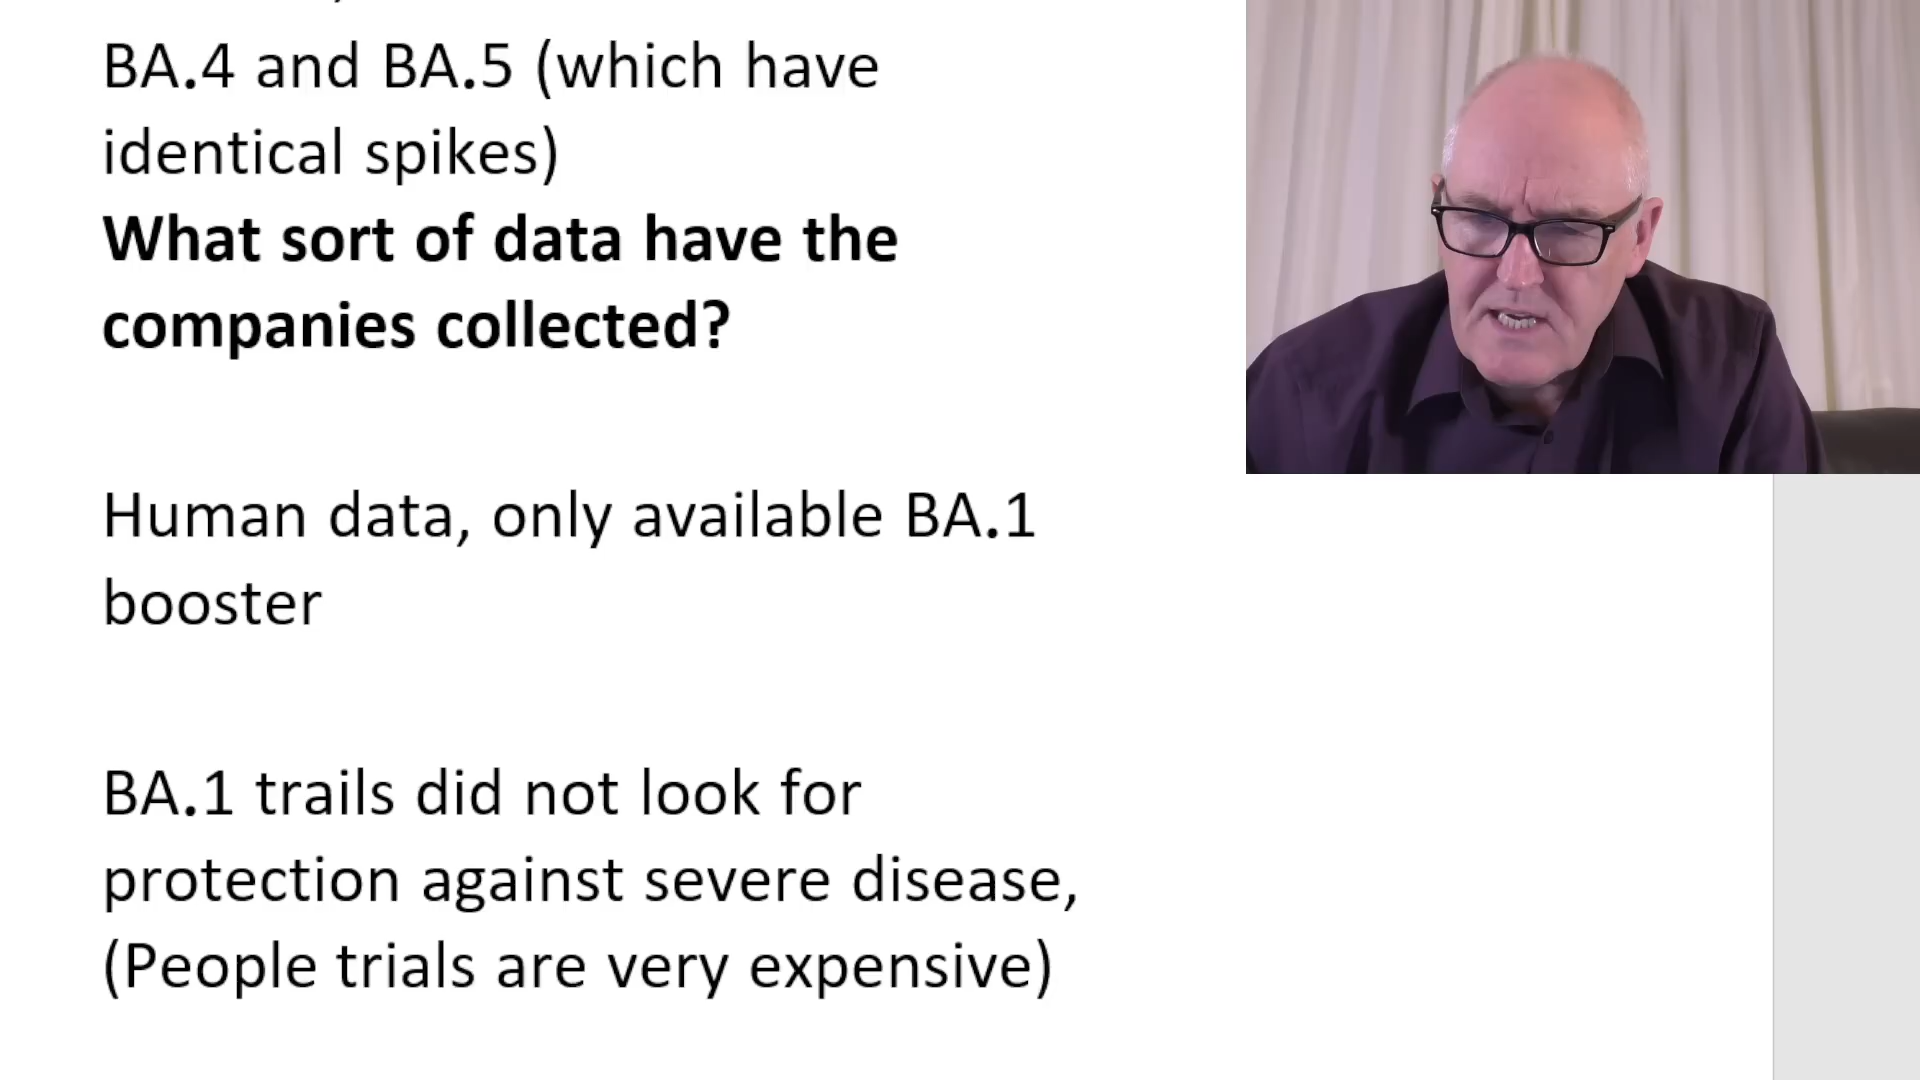 BA.4 and BA.5 (which have
identical spikes)
What sort of data have the
companies collected?
Human data, only available BA.1
booster
BA.1 trails did not look for
protection against severe disease,
(People trials are very expensive)